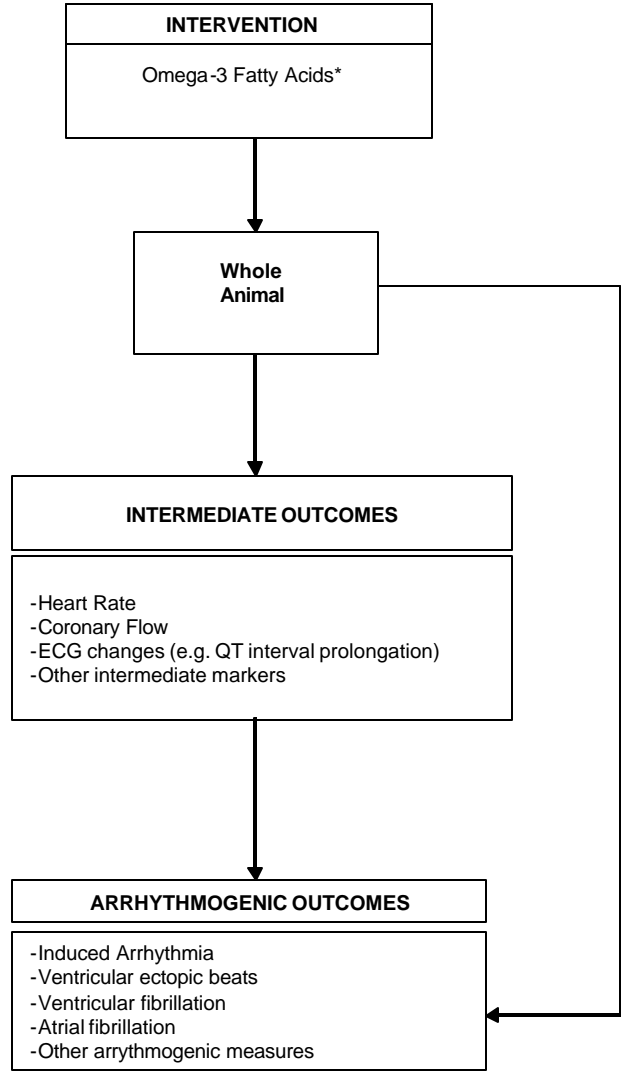 INTERVENTION
Omega-3 Fatty Acids*
Whole
Animal
INTERMEDIATE OUTCOMES
-Heart Rate
-Coronary Flow
-ECG changes (e.g. QT interval prolongation)
-Other intermediate markers
ARRHYTHMOGENIC OUTCOMES
-Induced Arrhythmia
-Ventricular ectopic beats
-Ventricular fibrillation
-Atrial fibrillation
-Other arrythmogenic measures